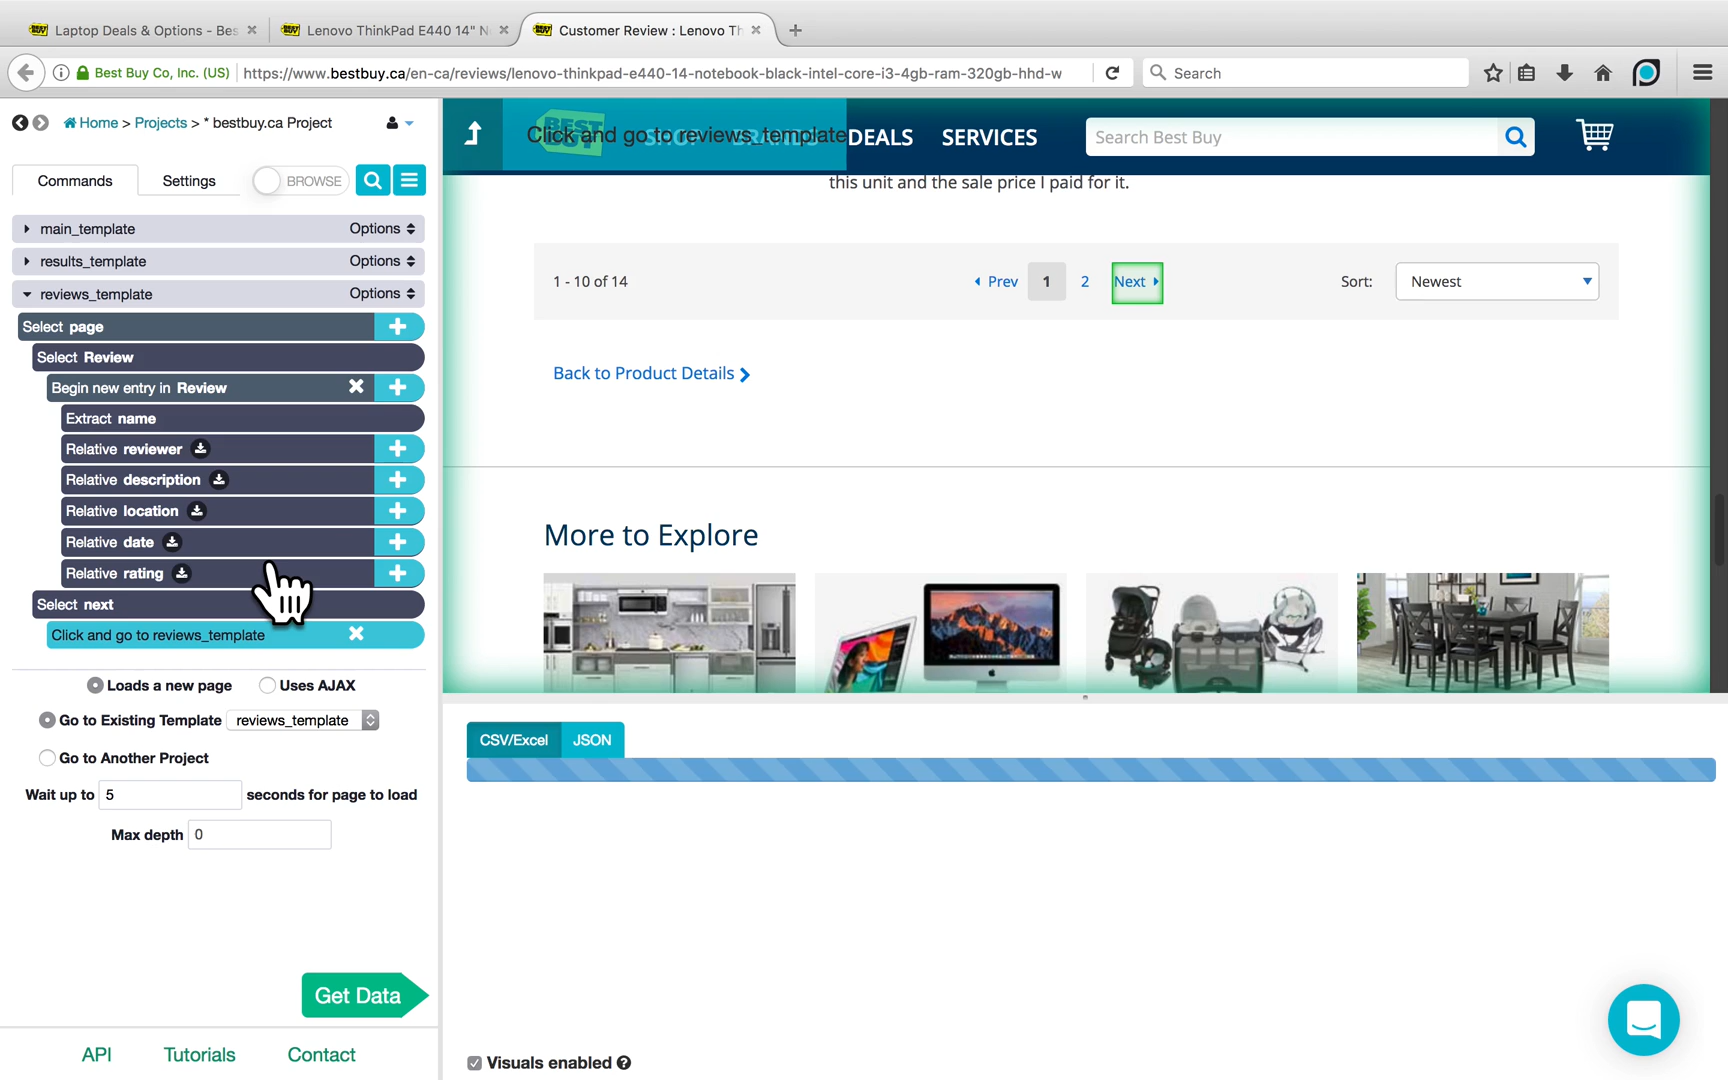 Laptop Deals & Options - Bes
Lenovo ThinkPad E440 14" N
Customer Review : Lenovo Th
Best Buy Co, Inc. (US)
https://www.bestbuy.ca/en-ca/reviews/lenovo-thinkpad-e440-14-notebook-black-intel-core-i3-4gb-ram-320gb-hhd-w
Search
Home > Projects > * bestbuy.ca Project
Commands
Settings
BROWSE
main_template
Options
results_template
Options
reviews_template
Options
Select page
Select Review
Begin new entry in Review
Extract name
Relative reviewer
Relative description
Relative location
Relative date
Relative rating
Select next
Click and go to reviews_template
Loads a new page
Uses AJAX
Go to Existing Template
reviews_template
Go to Another Project
Wait up to 5 seconds for page to load
Max depth 0
Get Data
API
Tutorials
Contact
Click and go to reviews_template
BEST BUY
SHOP
BRANDS
DEALS
SERVICES
Search Best Buy
this unit and the sale price I paid for it.
1 - 10 of 14
Prev
1
2
Next
Sort:
Newest
Back to Product Details
More to Explore
CSV/Excel
JSON
Visuals enabled